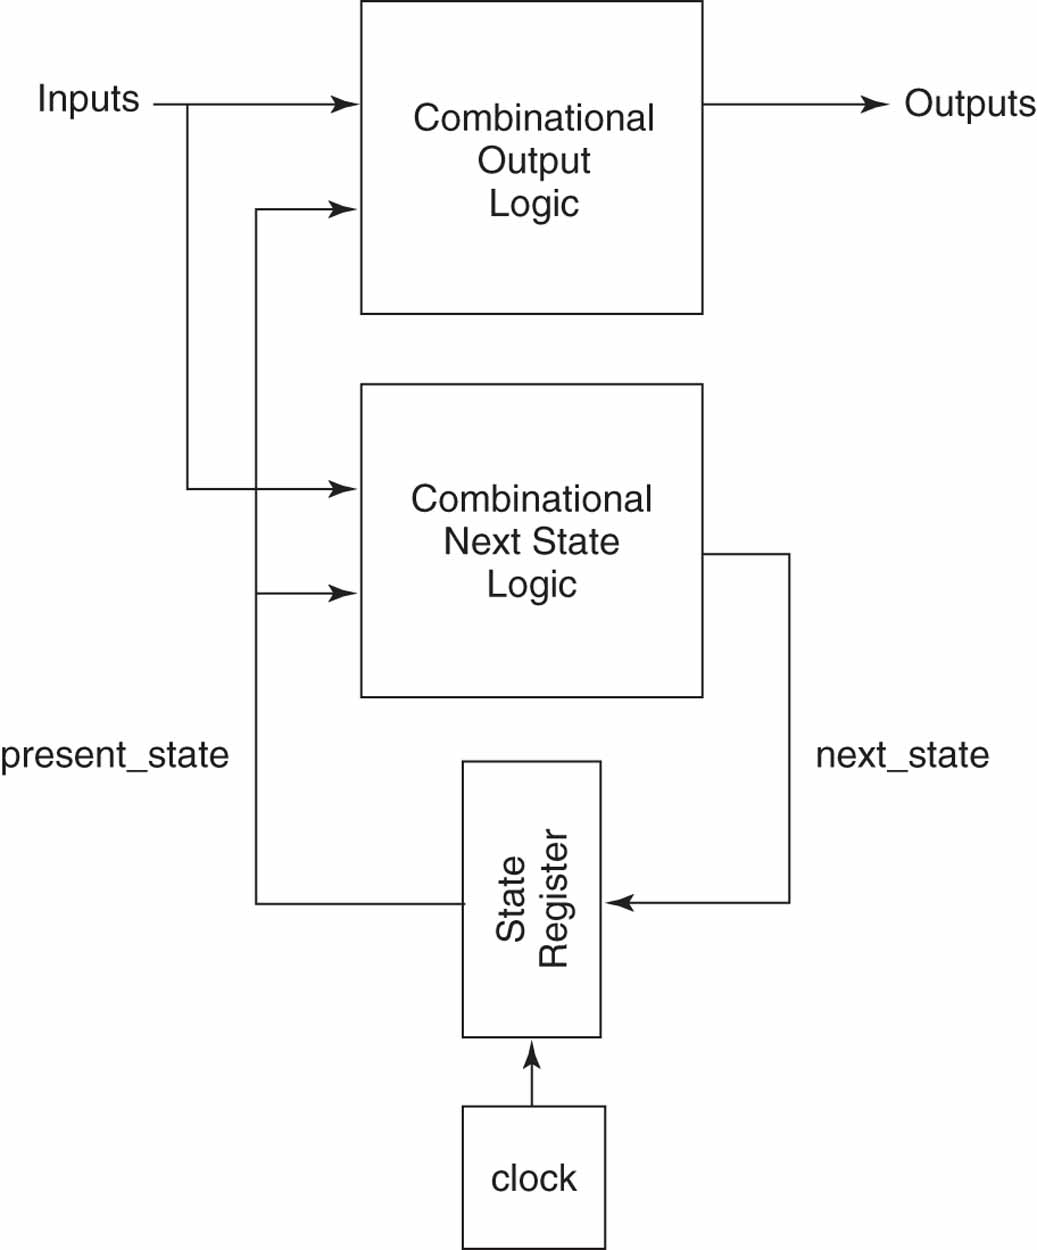 Inputs
Combinational
Output
Logic
Outputs
Combinational
Next State
Logic
present_state
next_state
State
Register
clock